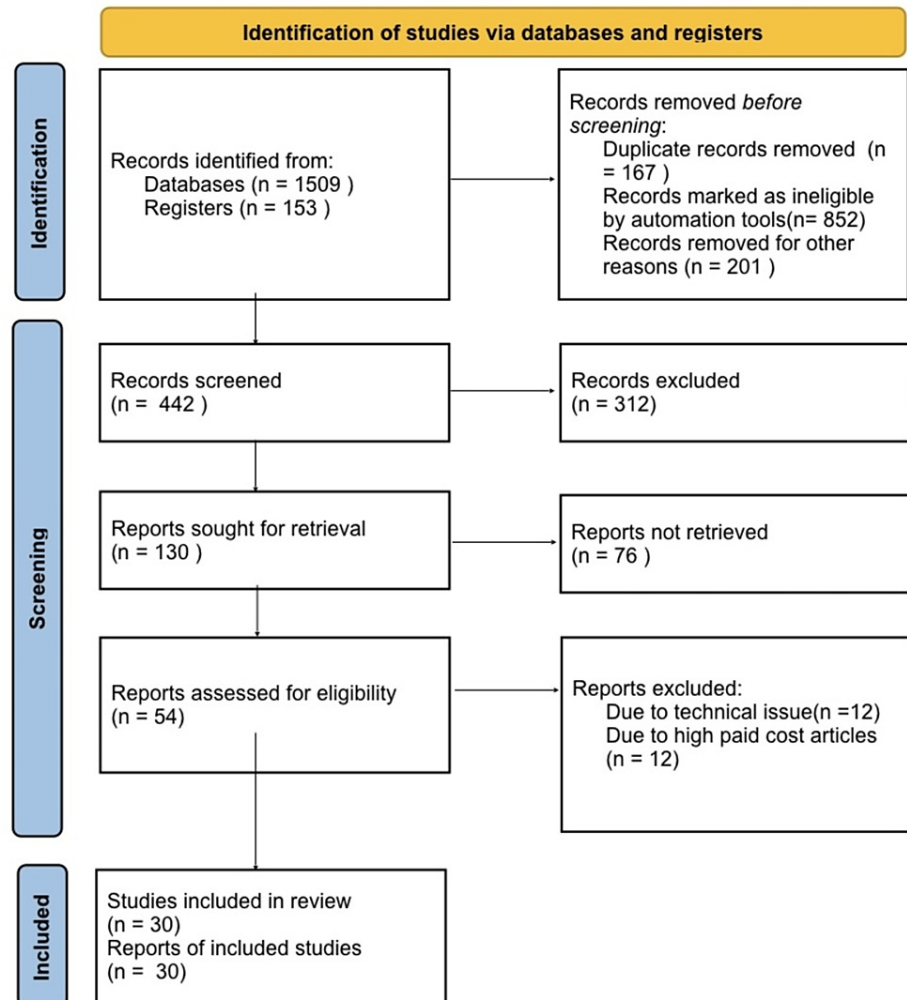 Identification of studies via databases and registers
Identification
Records identified from:
Databases (n = 1509 )
Registers (n = 153 )
Records removed before
screening:
Duplicate records removed  (n
= 167 )
Records marked as ineligible
by automation tools(n= 852)
Records removed for other
reasons (n = 201 )
Screening
Records screened
(n =  442 )
Records excluded
(n = 312)
Reports sought for retrieval
(n = 130 )
Reports not retrieved
(n = 76 )
Reports assessed for eligibility
(n = 54)
Reports excluded:
Due to technical issue(n =12)
Due to high paid cost articles
(n = 12)
Included
Studies included in review
(n = 30)
Reports of included studies
(n =  30)